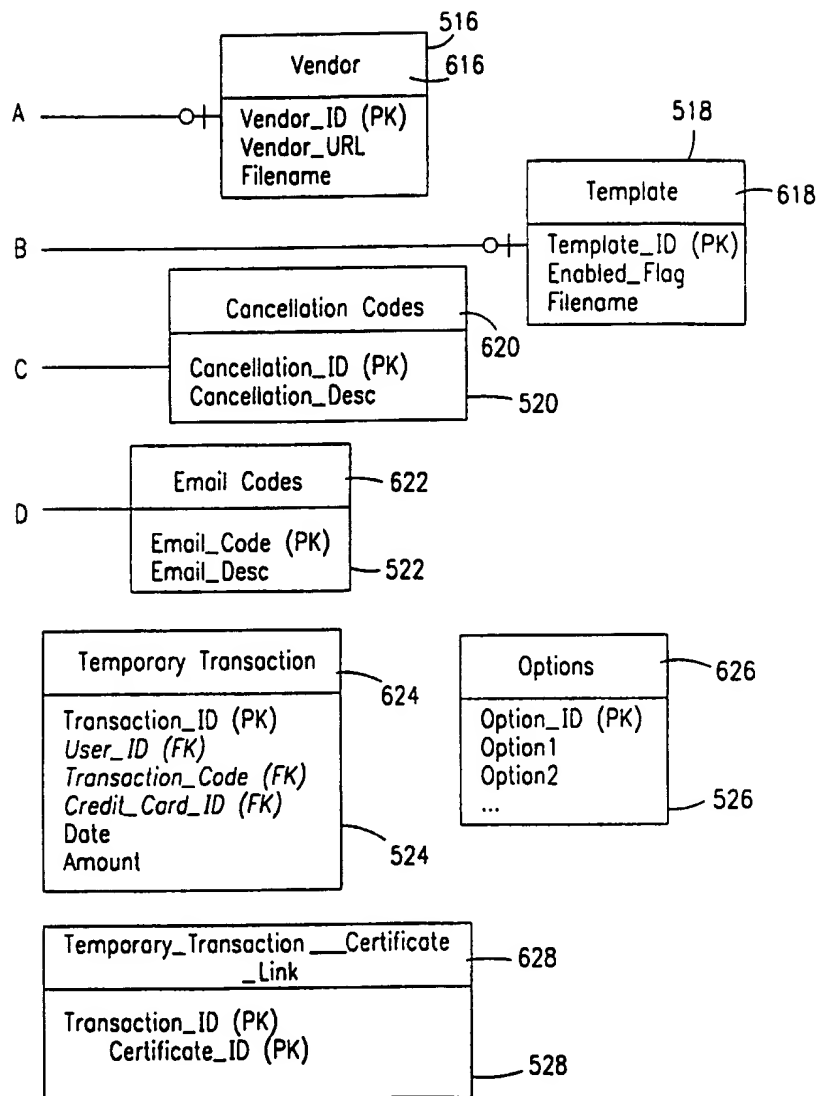 516
Vendor
616
A
Vendor_ID (PK)
Vendor_URL
Filename
518
Template
618
B
Template_ID (PK)
Enabled_Flag
Filename
Cancellation Codes
620
C
Cancellation_ID (PK)
Cancellation_Desc
520
Email Codes
622
D
Email_Code (PK)
Email_Desc
522
Temporary Transaction
624
Transaction_ID (PK)
User_ID (FK)
Transaction_Code (FK)
Credit_Card_ID (FK)
Date
Amount
524
Options
626
Option_ID (PK)
Option1
Option2
...
526
Temporary_Transaction___Certificate
_Link
628
Transaction_ID (PK)
Certificate_ID (PK)
528